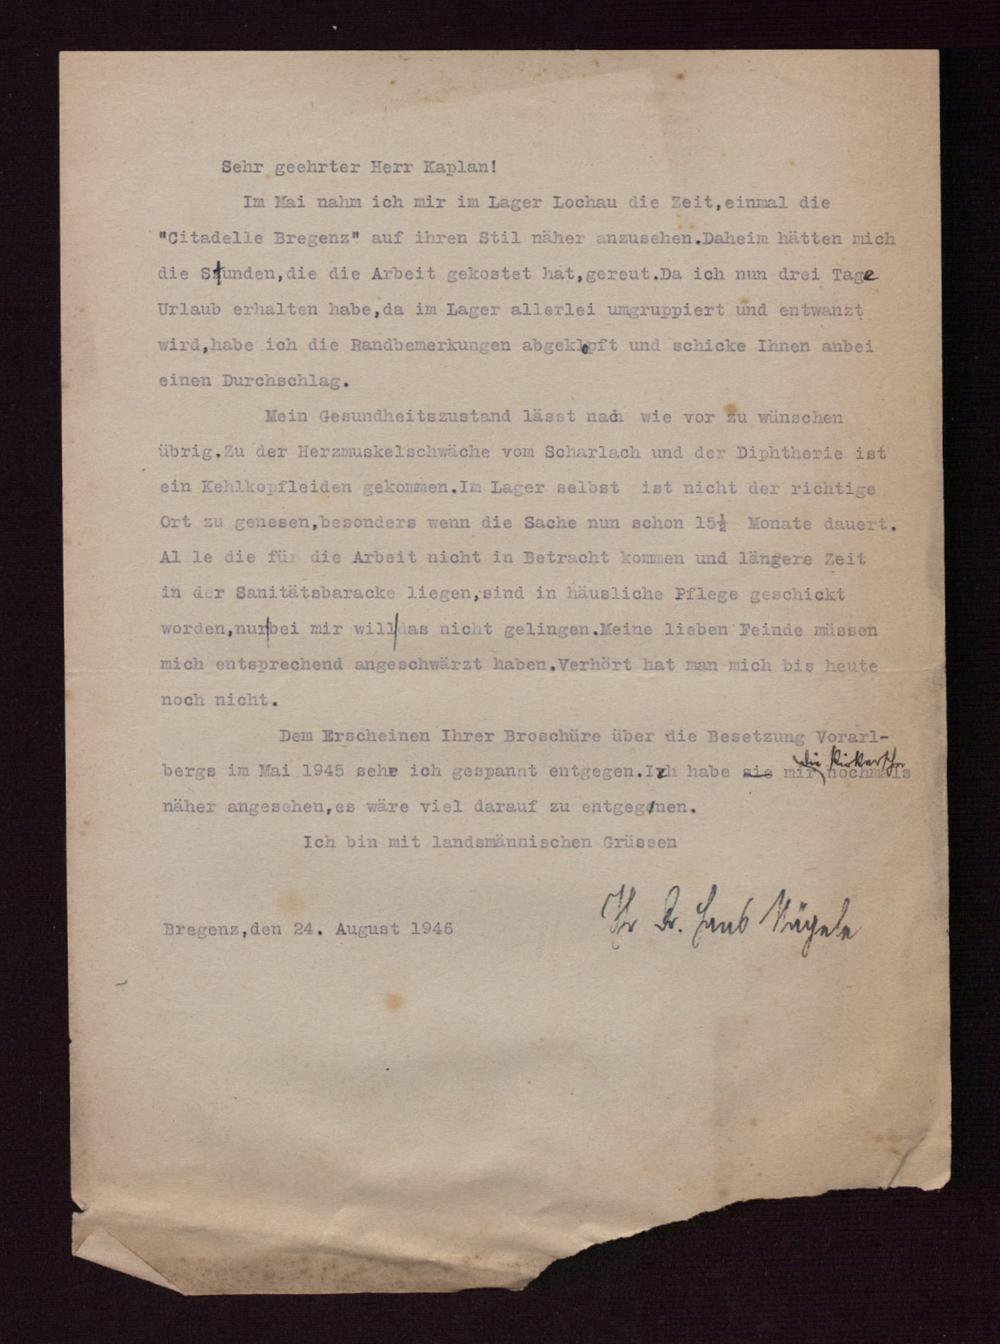 Sehr geehrter Herr Kaplan!
Im Mai nahm ich mir im Lager Lochau die Zeit,einmal die
"Citadelle Bregenz" auf ihren Stil näher anzusehen.Daheim hätten mich
die Stunden,die die Arbeit gekostet hat,gereut.Da ich nun drei Tage
Urlaub erhalten habe,da im Lager allerlei umgruppiert und entwanzt
wird,habe ich die Randbemerkungen abgeklopft und schicke Ihnen anbei
einen Durchschlag.
Mein Gesundheitszustand lässt nach wie vor zu wünschen
übrig.Zu der Herzmuskelschwäche vom Scharlach und der Diphtherie ist
ein Kehlkopfleiden gekommen.Im Lager selbst ist nicht der richtige
Ort zu genesen,besonders wenn die Sache nun schon 15½ Monate dauert.
Al le die für die Arbeit nicht in Betracht kommen und längere Zeit
in der Sanitätsbaracke liegen,sind in häusliche Pflege geschickt
worden,nur|bei mir will|das nicht gelingen.Meine lieben Feinde müssen
mich entsprechend angeschwärzt haben.Verhört hat man mich bis heute
noch nicht.
Dem Erscheinen Ihrer Broschüre über die Besetzung Vorarl-
bergs im Mai 1945 sehe ich gespannt entgegen.Ich habe sie mir die nochmals
näher angesehen,es wäre viel darauf zu entgegnen.
Ich bin mit landsmännischen Grüssen
Bregenz,den 24. August 1946
Ihr Dr. Hans Nägele